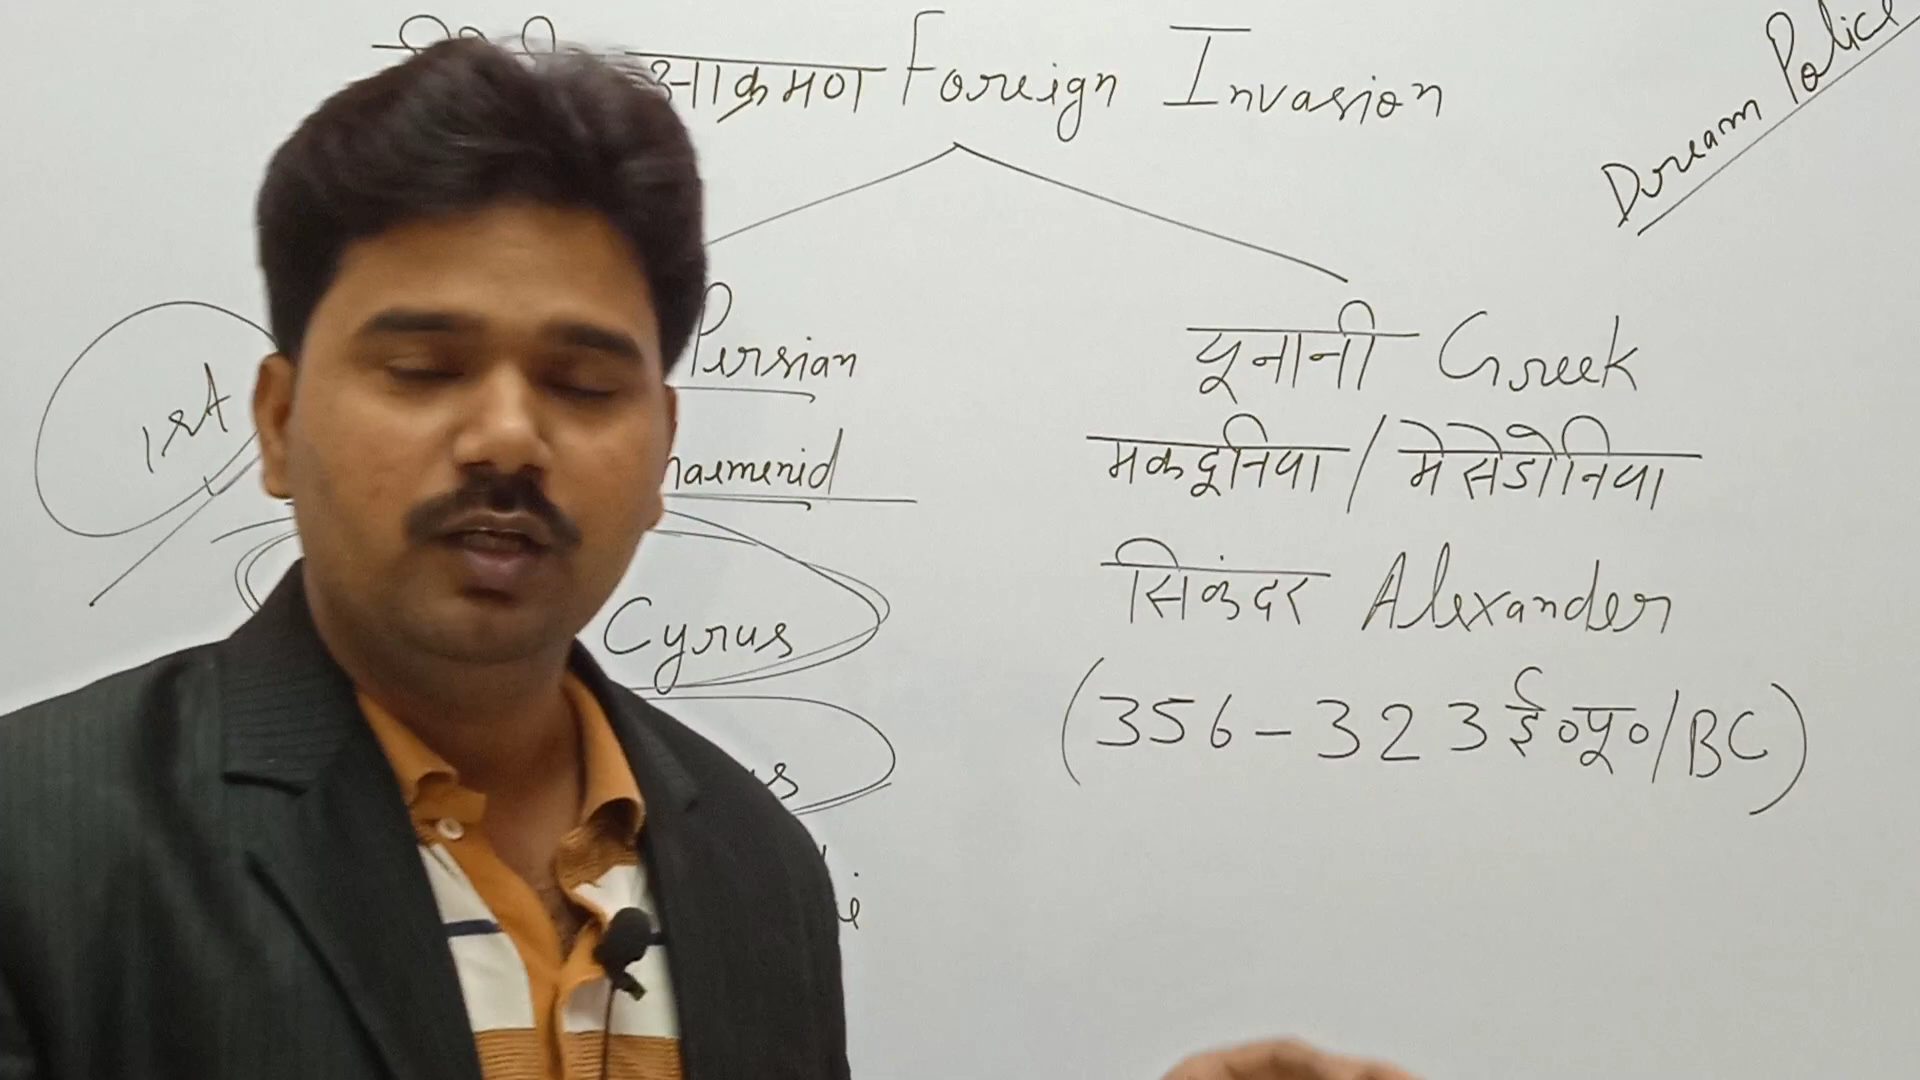 आक्रमण Foreign Invasion
Dream Police
1st
Persian
यूनानी Greek
मकदूनिया / मेसेडोनिया
Cyrus
सिकंदर Alexander
(356-323 ई०पू०/BC)